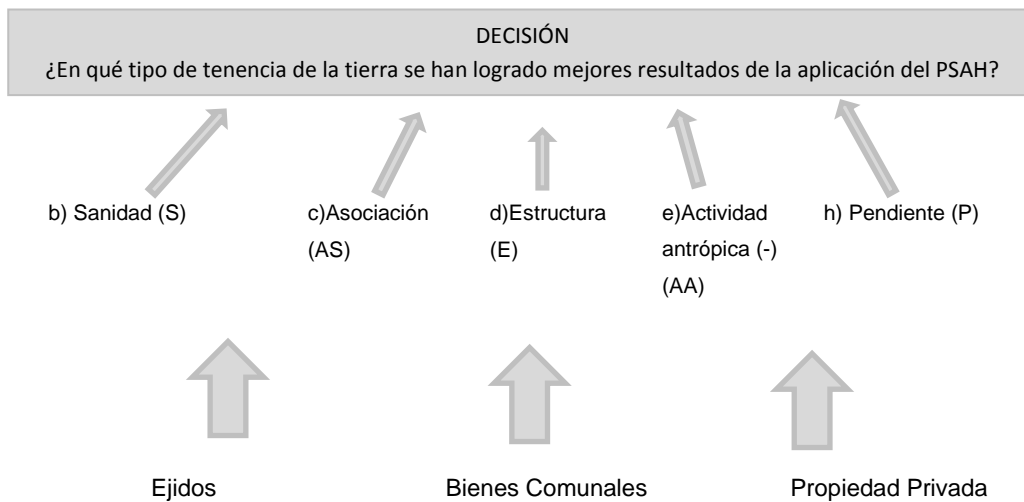 DECISIÓN
¿En qué tipo de tenencia de la tierra se han logrado mejores resultados de la aplicación del PSAH?
b) Sanidad (S)
c)Asociación
(AS)
d)Estructura
(E)
e)Actividad
antrópica (-)
(AA)
h) Pendiente (P)
Ejidos
Bienes Comunales
Propiedad Privada